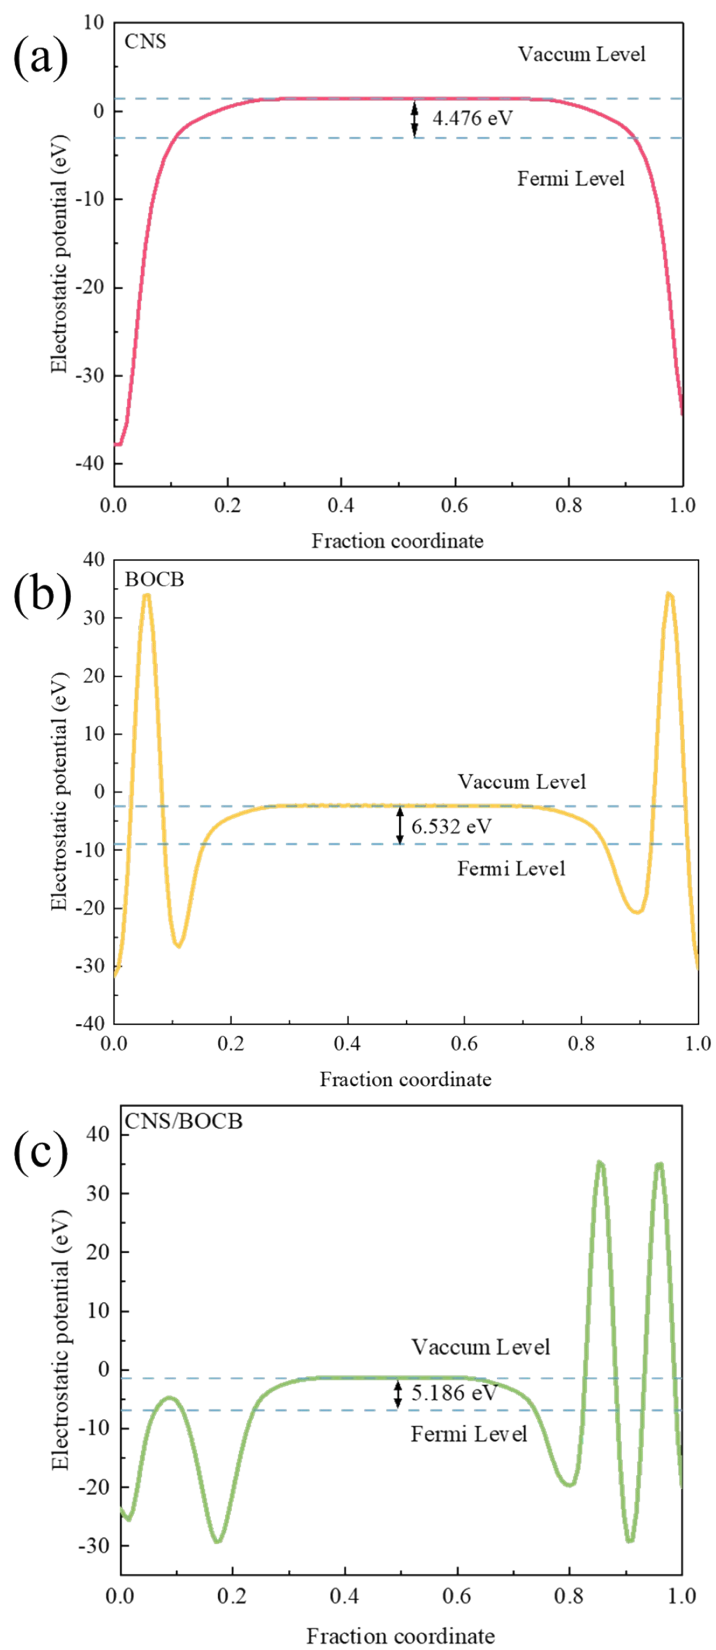 (a)
CNS
Vaccum Level
4.476 eV
Fermi Level
Electrostatic potential (eV)
10
0
-10
-20
-30
-40
0.0 0.2 0.4 0.6 0.8 1.0
Fraction coordinate
(b)
BOCB
Vaccum Level
6.532 eV
Fermi Level
Electrostatic potential (eV)
40
30
20
10
0
-10
-20
-30
-40
0.0 0.2 0.4 0.6 0.8 1.0
Fraction coordinate
(c)
CNS/BOCB
Vaccum Level
5.186 eV
Fermi Level
Electrostatic potential (eV)
40
30
20
10
0
-10
-20
-30
0.0 0.2 0.4 0.6 0.8 1.0
Fraction coordinate